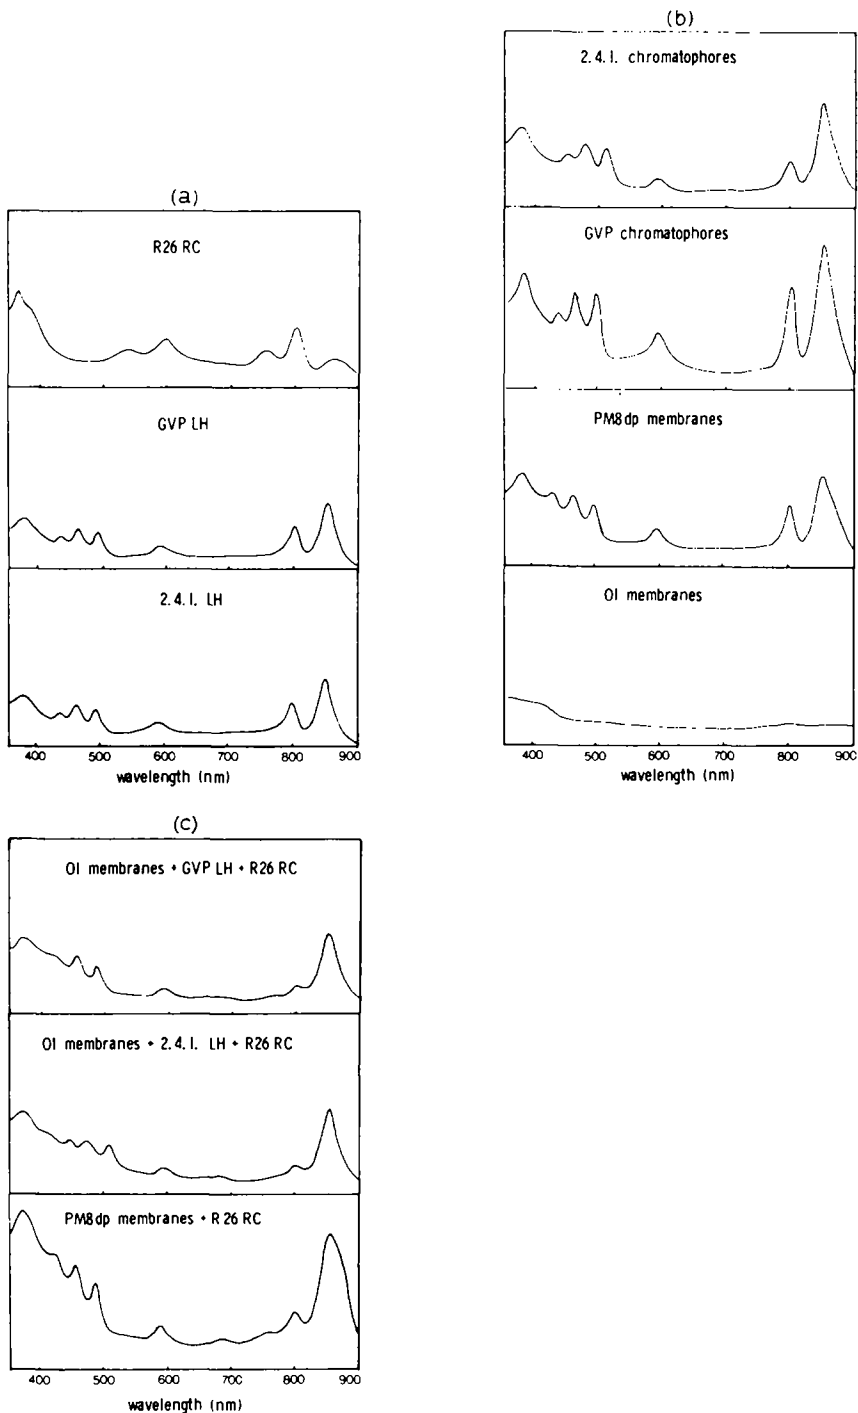 (a)
R26 RC
GVP LH
2.4.1. LH
400 500 600 700 800 900
wavelength (nm)
(b)
2.4.1. chromatophores
GVP chromatophores
PM8dp membranes
O1 membranes
400 500 600 700 800 900
wavelength (nm)
(c)
O1 membranes + GVP LH + R26 RC
O1 membranes + 2.4.1. LH + R26 RC
PM8dp membranes + R26 RC
400 500 600 700 800 900
wavelength (nm)